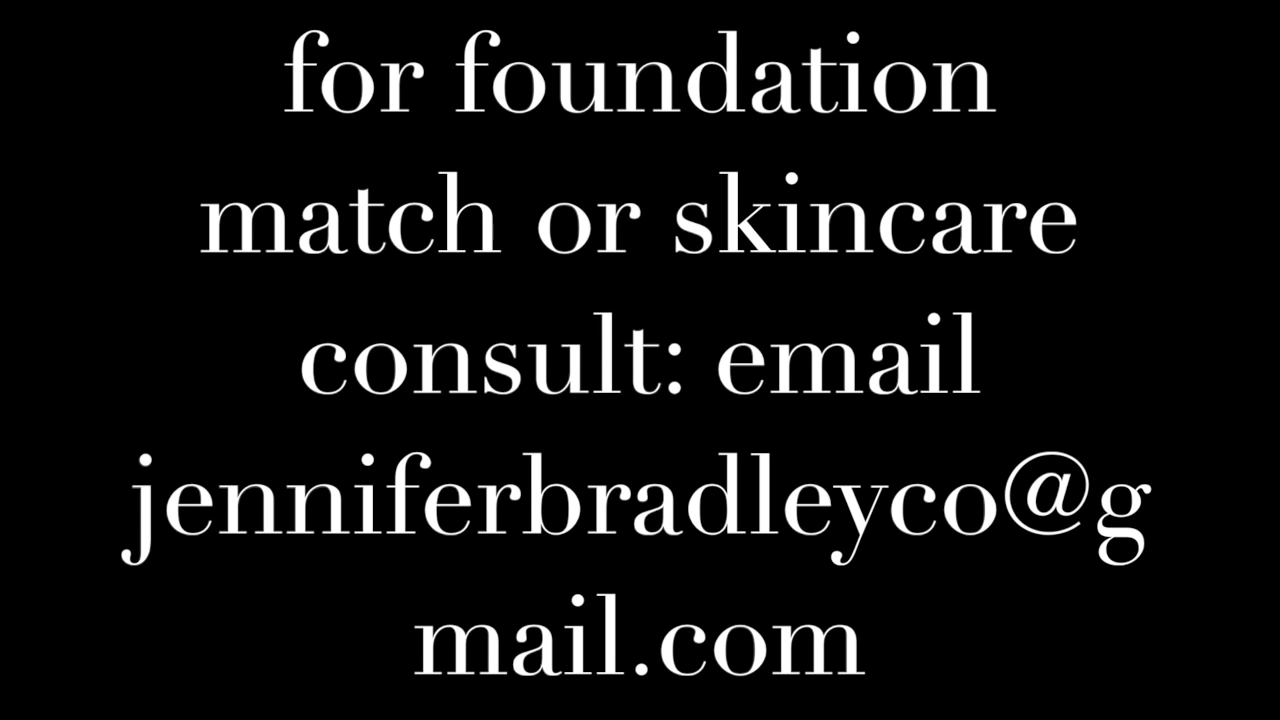 for foundation
match or skincare
consult: email
jenniferbradleyco@g
mail.com